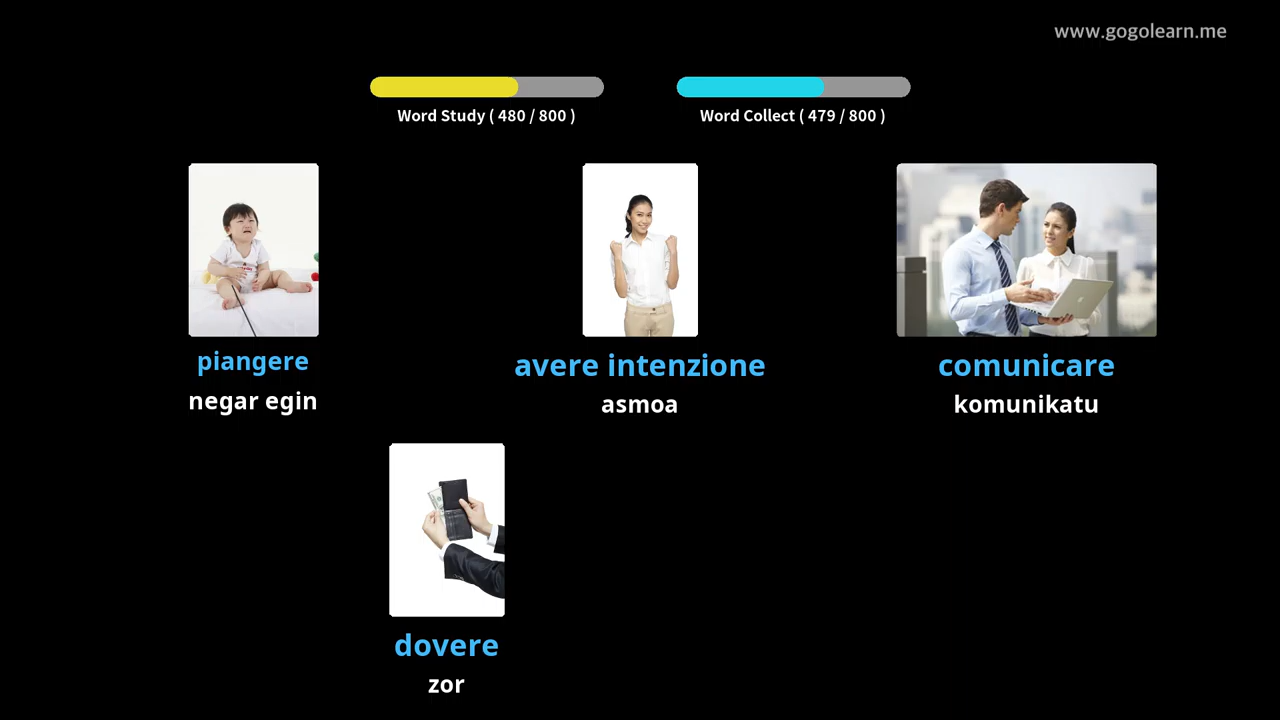 www.gogolearn.me
Word Study ( 480 / 800 )
Word Collect ( 479 / 800 )
piangere
negar egin
avere intenzione
asmoa
comunicare
komunikatu
dovere
zor